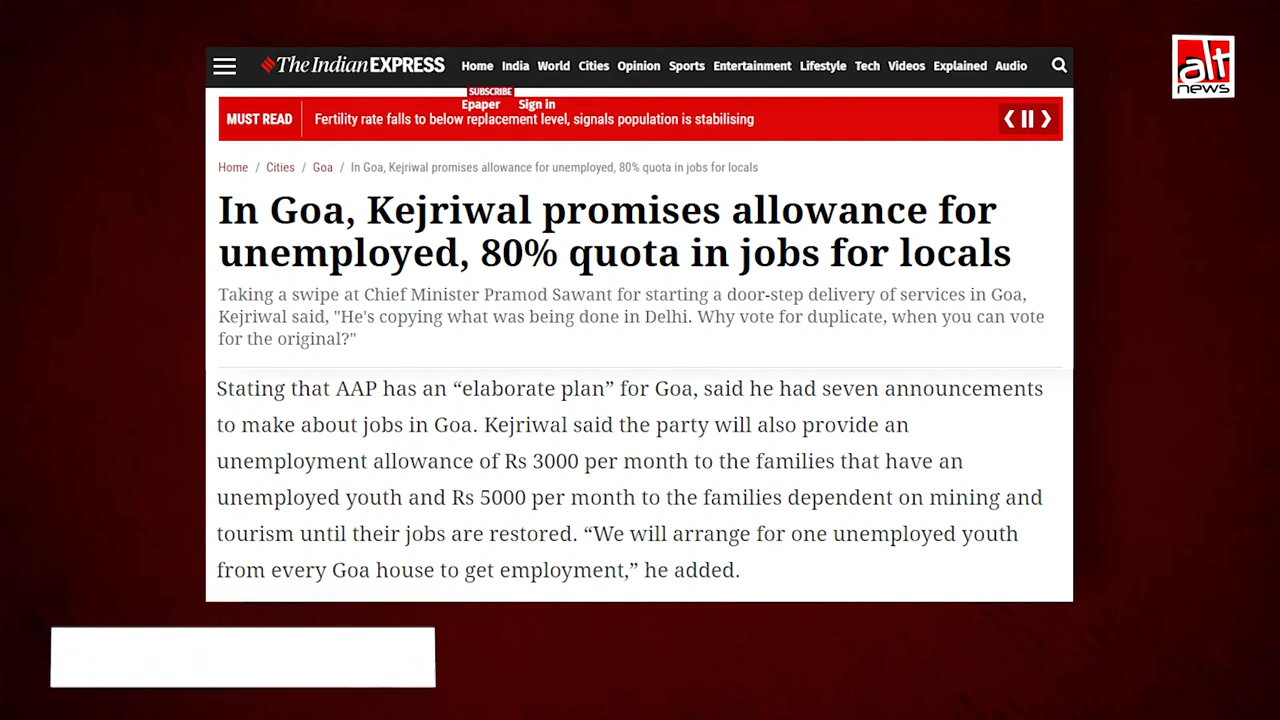 The Indian EXPRESS Home India World Cities Opinion Sports Entertainment Lifestyle Tech Videos Explained Audio
alt
news
SUBSCRIBE
Epaper Sign in
MUST READ Fertility rate falls to below replacement level, signals population is stabilising
Home / Cities / Goa / In Goa, Kejriwal promises allowance for unemployed, 80% quota in jobs for locals
In Goa, Kejriwal promises allowance for
unemployed, 80% quota in jobs for locals
Taking a swipe at Chief Minister Pramod Sawant for starting a door-step delivery of services in Goa,
Kejriwal said, "He's copying what was being done in Delhi. Why vote for duplicate, when you can vote
for the original?"
Stating that AAP has an “elaborate plan” for Goa, said he had seven announcements
to make about jobs in Goa. Kejriwal said the party will also provide an
unemployment allowance of Rs 3000 per month to the families that have an
unemployed youth and Rs 5000 per month to the families dependent on mining and
tourism until their jobs are restored. “We will arrange for one unemployed youth
from every Goa house to get employment,” he added.